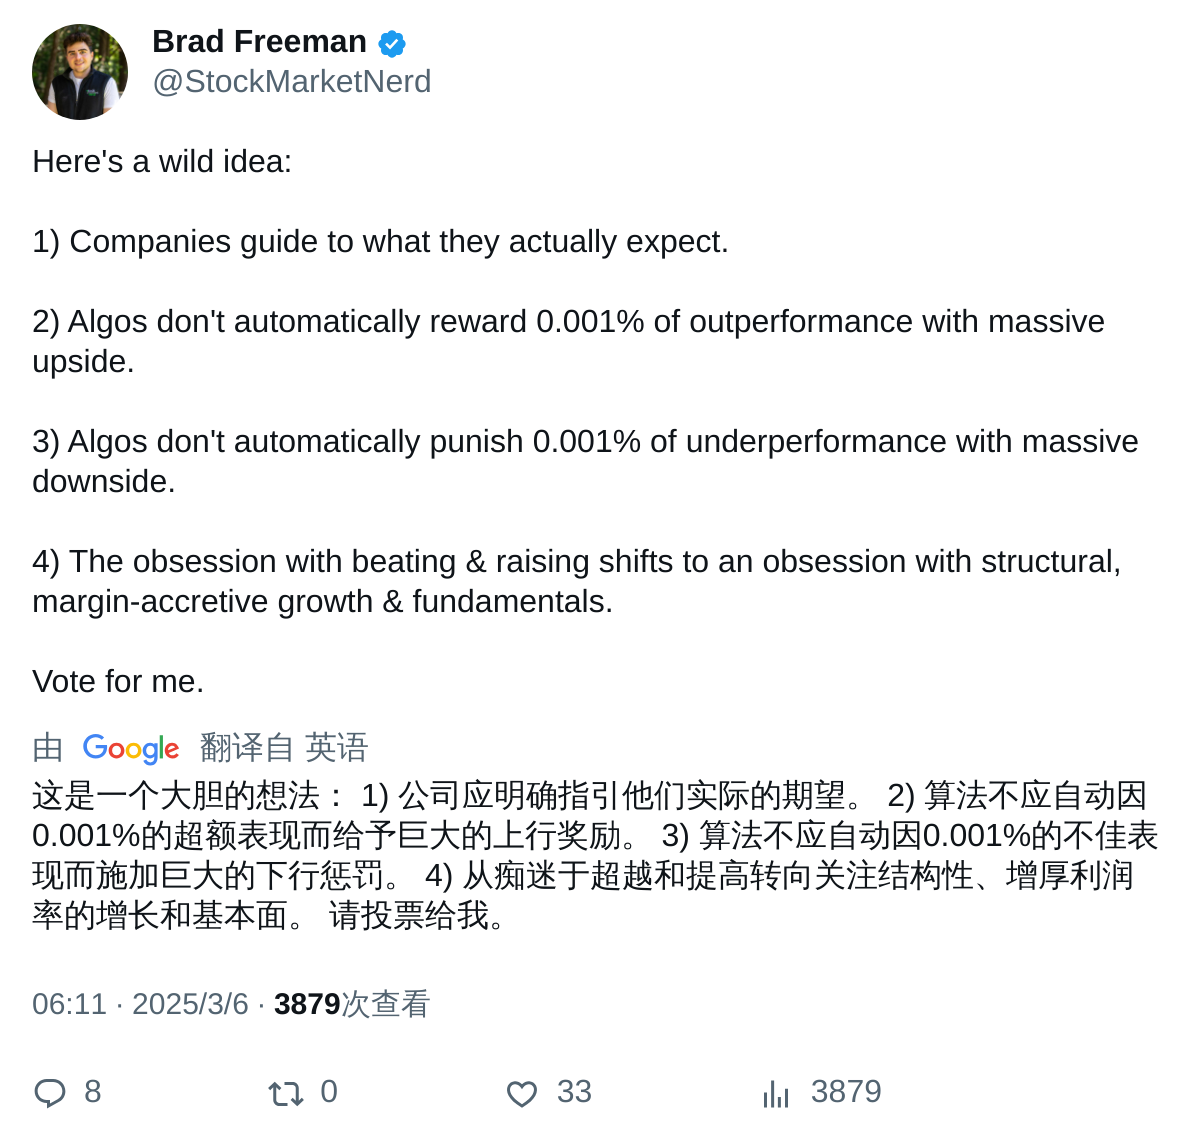 Brad Freeman
@StockMarketNerd
Here's a wild idea:
1) Companies guide to what they actually expect.
2) Algos don't automatically reward 0.001% of outperformance with massive
upside.
3) Algos don't automatically punish 0.001% of underperformance with massive
downside.
4) The obsession with beating & raising shifts to an obsession with structural,
margin-accretive growth & fundamentals.
Vote for me.
由 Google 翻译自 英语
这是一个大胆的想法： 1) 公司应明确指引他们实际的期望。 2) 算法不应自动因
0.001%的超额表现而给予巨大的上行奖励。 3) 算法不应自动因0.001%的不佳表
现而施加巨大的下行惩罚。 4) 从痴迷于超越和提高转向关注结构性、增厚利润
率的增长和基本面。 请投票给我。
06:11 · 2025/3/6 · 3879次查看
8 0 33 3879